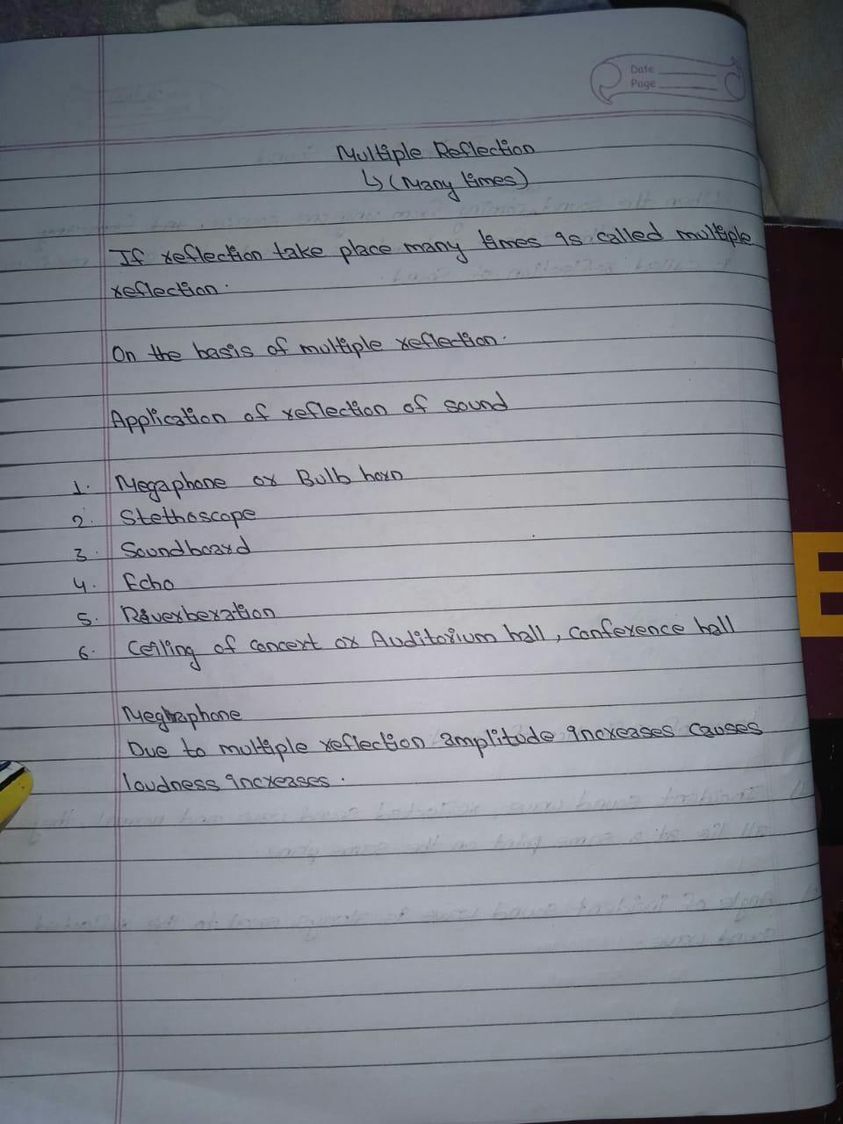 Date
Page
Multiple Reflection
↳ (Many times)
If reflection take place many times is called multiple
reflection.
On the basis of multiple reflection.
Application of reflection of sound
1. Megaphone or Bulb horn
2. Stethoscope
3. Soundboard
4. Echo
5. Reverberation
6. Ceiling of concert or Auditorium hall, conference hall
Megaphone
Due to multiple reflection amplitude increases causes
loudness increases.
E